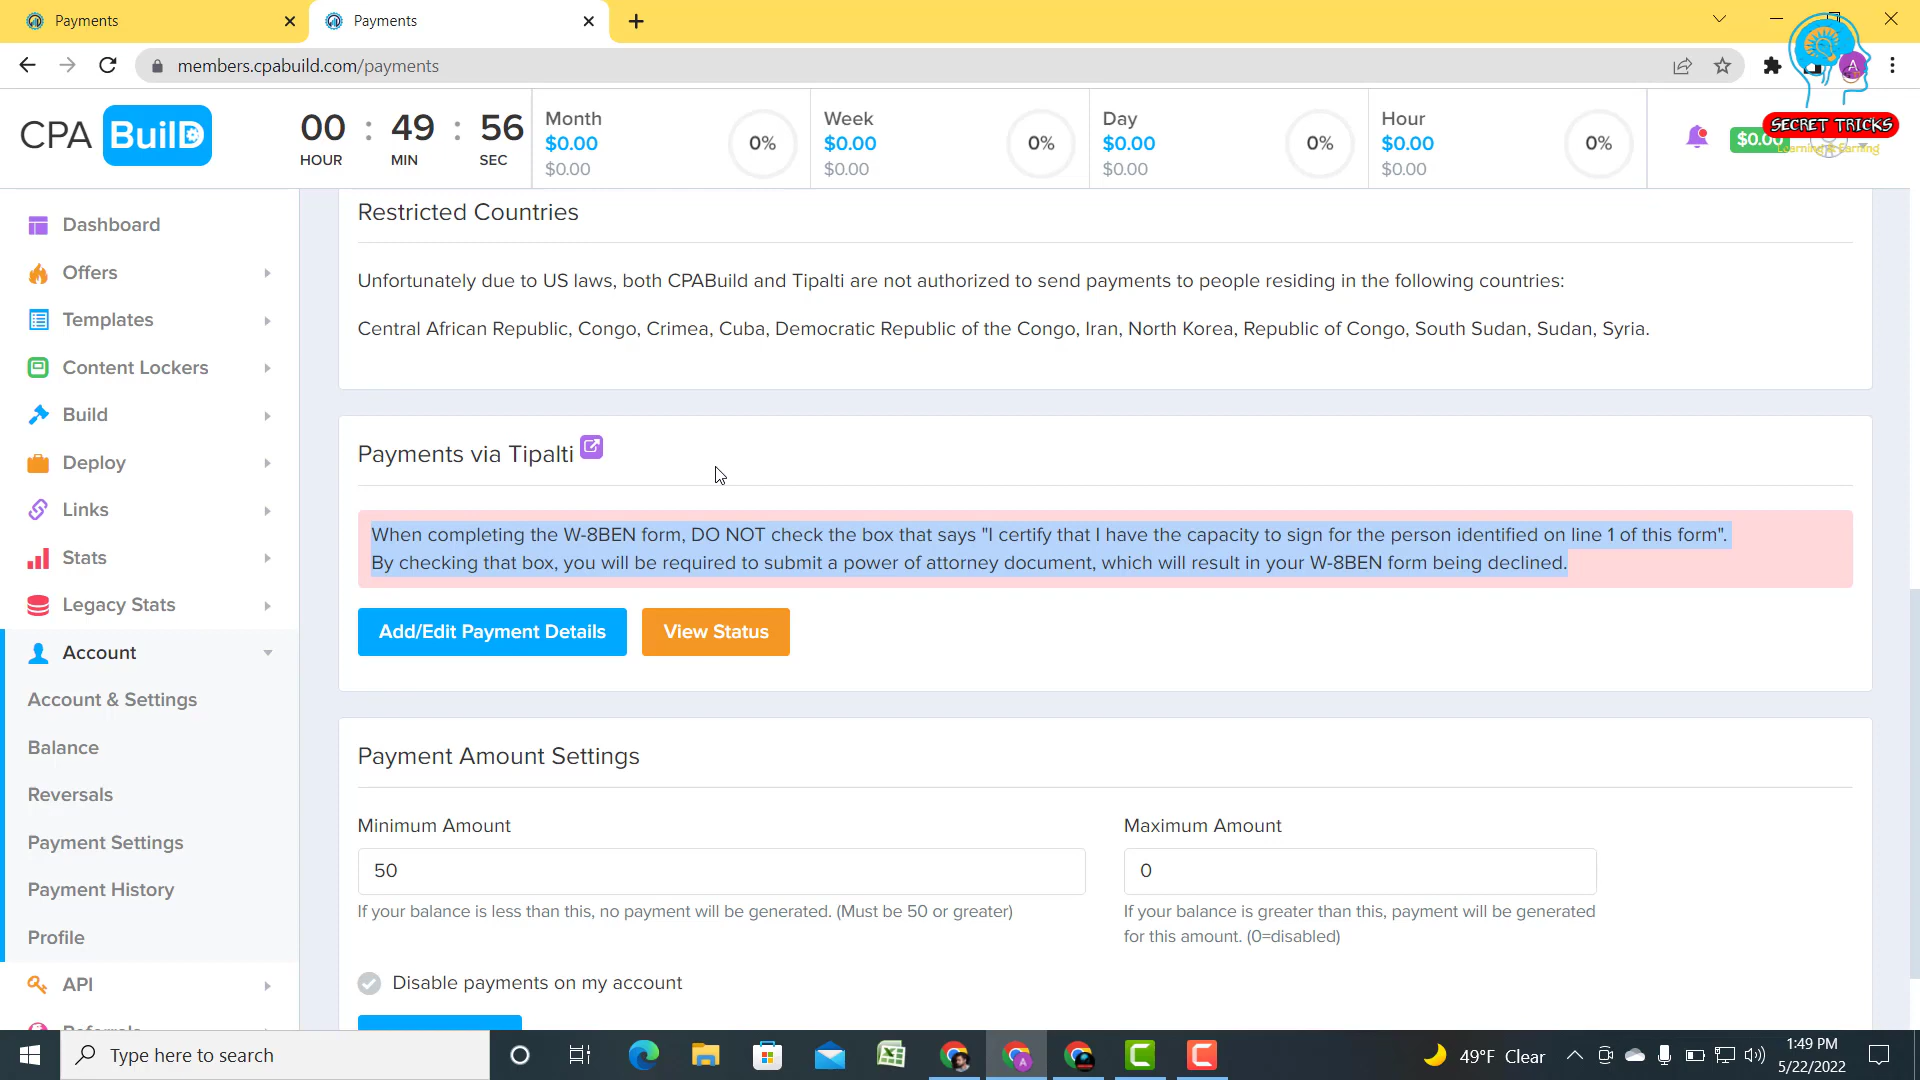 Payments
Payments
members.cpabuild.com/payments
SECRET TRICKS
Learning & Earning
CPA BuilD
00 : 49 : 56
HOUR MIN SEC
Month
$0.00
$0.00
0%
Week
$0.00
$0.00
0%
Day
$0.00
$0.00
0%
Hour
$0.00
$0.00
0%
$0.00
Dashboard
Offers
Templates
Content Lockers
Build
Deploy
Links
Stats
Legacy Stats
Account
Account & Settings
Balance
Reversals
Payment Settings
Payment History
Profile
API
Referrals
Restricted Countries
Unfortunately due to US laws, both CPABuild and Tipalti are not authorized to send payments to people residing in the following countries:
Central African Republic, Congo, Crimea, Cuba, Democratic Republic of the Congo, Iran, North Korea, Republic of Congo, South Sudan, Sudan, Syria.
Payments via Tipalti
When completing the W-8BEN form, DO NOT check the box that says "I certify that I have the capacity to sign for the person identified on line 1 of this form".
By checking that box, you will be required to submit a power of attorney document, which will result in your W-8BEN form being declined.
Add/Edit Payment Details
View Status
Payment Amount Settings
Minimum Amount
50
If your balance is less than this, no payment will be generated. (Must be 50 or greater)
Maximum Amount
0
If your balance is greater than this, payment will be generated
for this amount. (0=disabled)
Disable payments on my account
Type here to search
49°F Clear
1:49 PM
5/22/2022